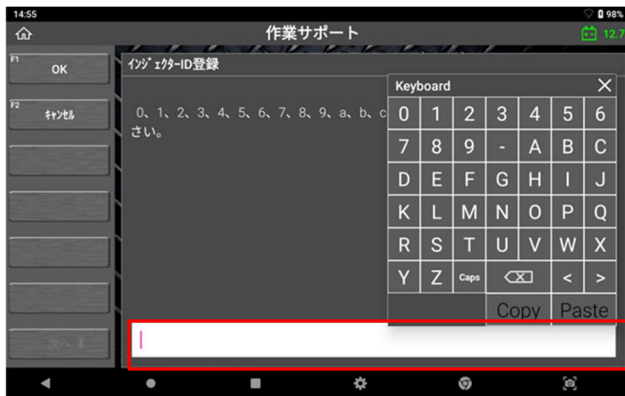 14:55
98%
作業サポート
12.7
F1
OK
F2
ｷｬﾝｾﾙ
次へ
ｲﾝｼﾞｪｸﾀｰID登録
0、1、2、3、4、5、6、7、8、9、a、b、c
さい。
Keyboard
0 1 2 3 4 5 6
7 8 9 - A B C
D E F G H I J
K L M N O P Q
R S T U V W X
Y Z Caps < >
Copy Paste